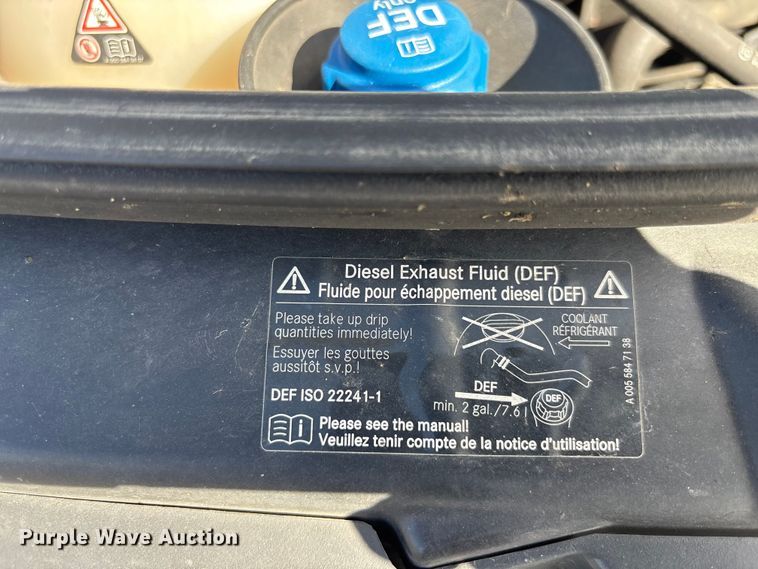 DEF
only
Diesel Exhaust Fluid (DEF)
Fluide pour échappement diesel (DEF)
Please take up drip
quantities immediately!
Essuyer les gouttes
aussitôt s.v.p.!
DEF ISO 22241-1
COOLANT
RÉFRIGÉRANT
DEF
DEF
min. 2 gal./7.6 l
A 005 584 71 38
Please see the manual!
Veuillez tenir compte de la notice d'utilisation!
Purple Wave Auction